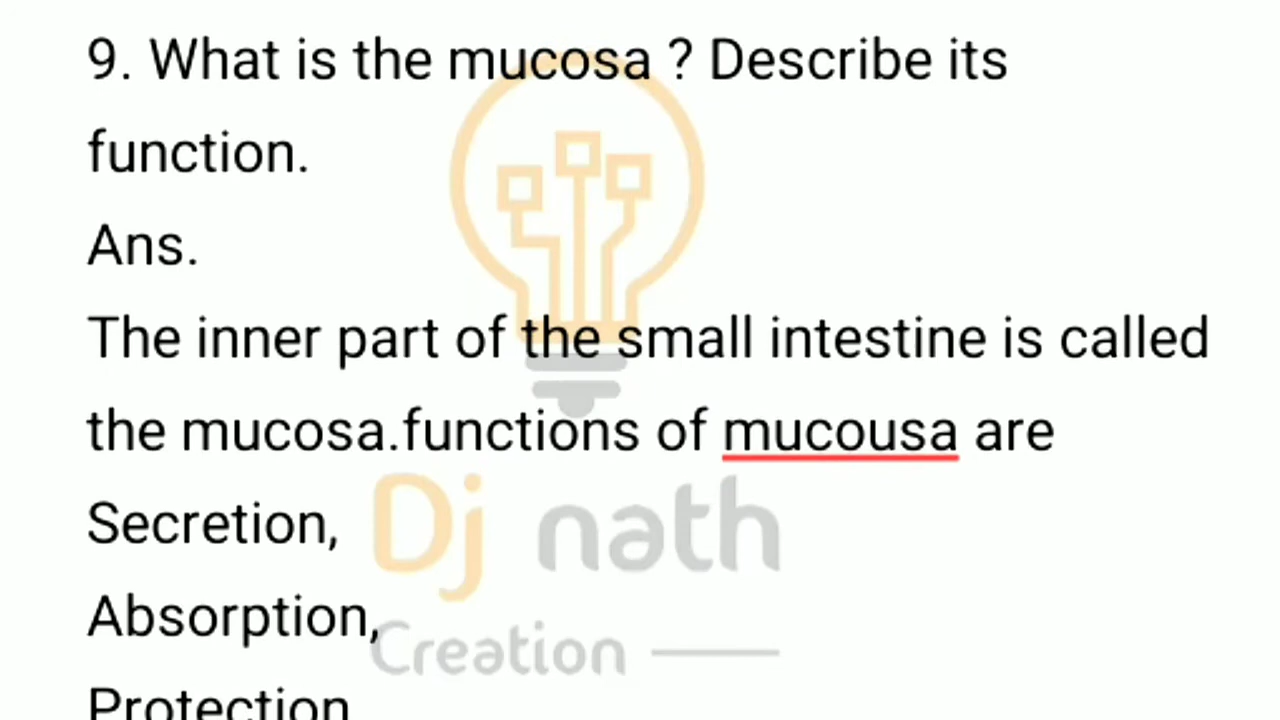 9. What is the mucosa ? Describe its
function.
Ans.
The inner part of the small intestine is called
the mucosa.functions of mucousa are
Secretion,
Absorption,
Protection
Dj nath
Creation